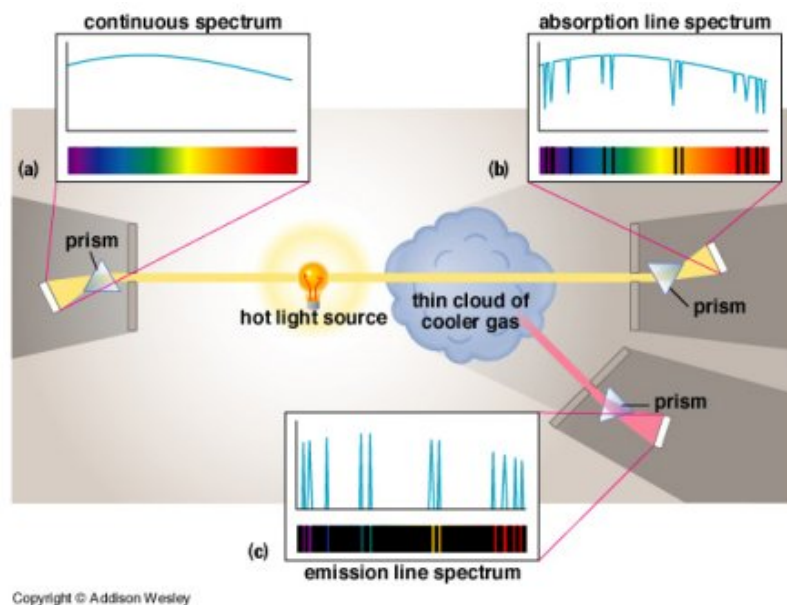 continuous spectrum
absorption line spectrum
(a)
(b)
prism
hot light source
thin cloud of
cooler gas
prism
prism
(c)
emission line spectrum
Copyright © Addison Wesley